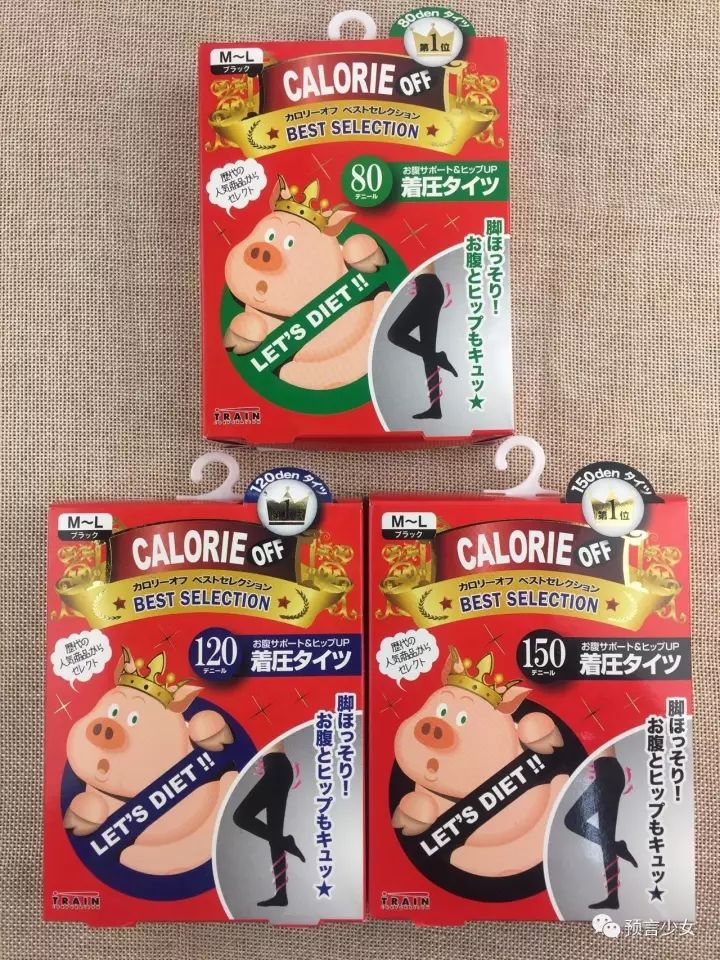 80den タイツ
第1位
M～L
ブラック
CALORIE OFF
カロリーオフ ベストセレクション
★ BEST SELECTION ★
歴代の
人気商品から
セレクト
80
デニール
お腹サポート&ヒップUP
着圧タイツ
脚ほっそり!
お腹とヒップもキュッ★
LET'S DIET!!
TRAIN
CORPORATION
120den タイツ
第1位
M～L
ブラック
CALORIE OFF
カロリーオフ ベストセレクション
★ BEST SELECTION ★
歴代の
人気商品から
セレクト
120
デニール
お腹サポート&ヒップUP
着圧タイツ
脚ほっそり!
お腹とヒップもキュッ★
LET'S DIET!!
TRAIN
CORPORATION
150den タイツ
第1位
M～L
ブラック
CALORIE OFF
カロリーオフ ベストセレクション
★ BEST SELECTION ★
歴代の
人気商品から
セレクト
150
デニール
お腹サポート&ヒップUP
着圧タイツ
脚ほっそり!
お腹とヒップもキュッ★
LET'S DIET!!
TRAIN
CORPORATION
预言少女